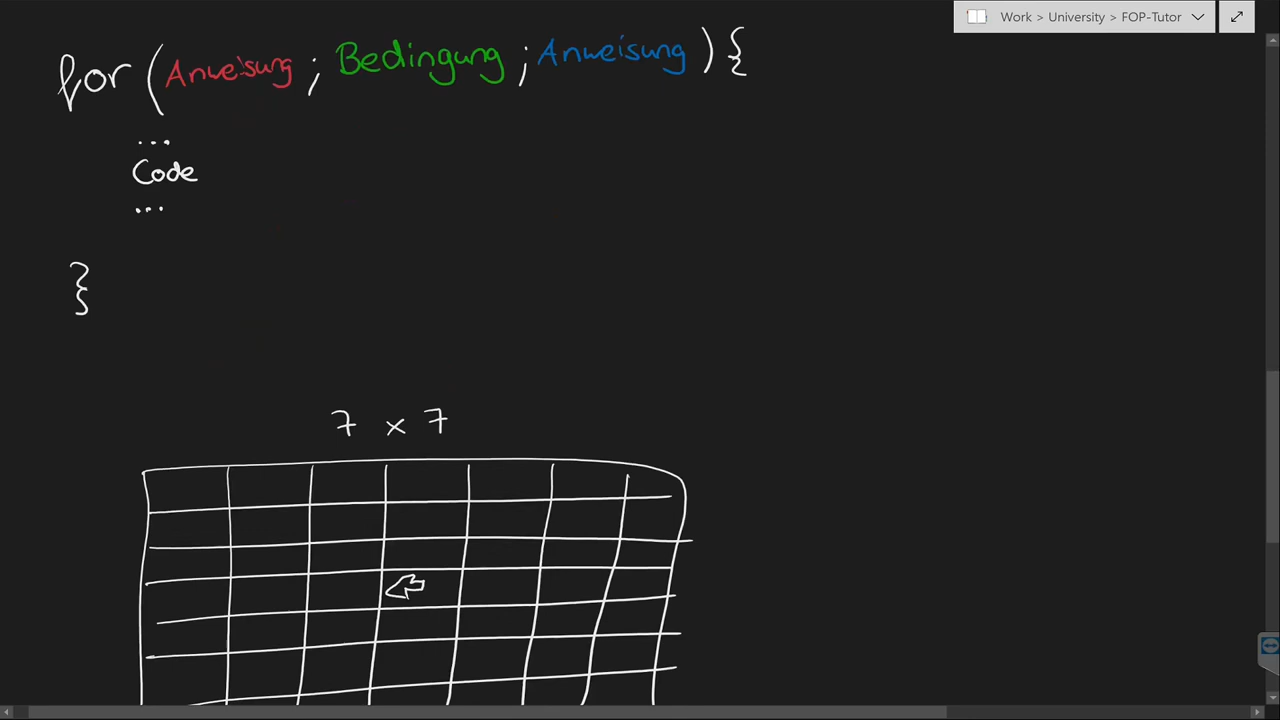 Work > University > FOP-Tutor
for (Anweisung ; Bedingung ; Anweisung ) {
...
Code
...
}
7 x 7